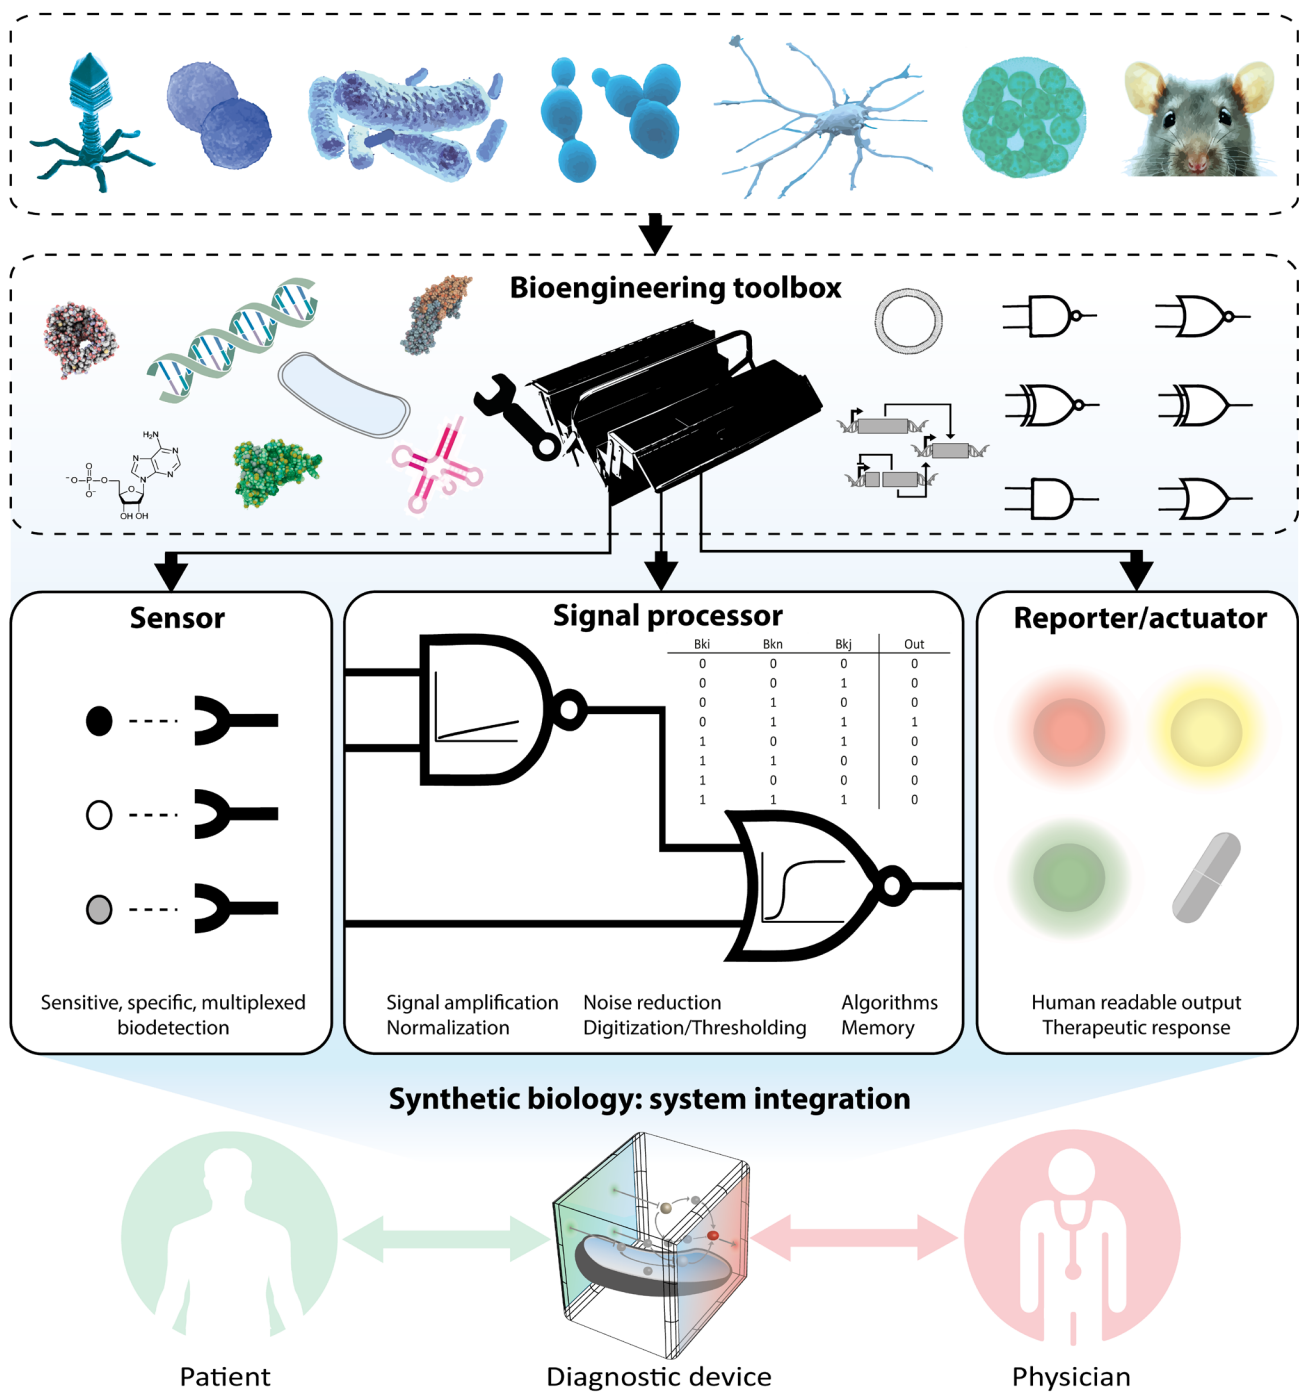 Bioengineering toolbox
NH₂
N
N
N
N
O
⁻O
P
O
O⁻
O
OH OH
Sensor
Signal processor
Reporter/actuator
Bki Bkn Bkj Out
0 0 0 0
0 0 1 0
0 1 0 0
0 1 1 1
1 0 1 0
1 1 0 0
1 0 0 0
1 1 1 0
Sensitive, specific, multiplexed
biodetection
Signal amplification
Normalization
Noise reduction
Digitization/Thresholding
Algorithms
Memory
Human readable output
Therapeutic response
Synthetic biology: system integration
Patient
Diagnostic device
Physician